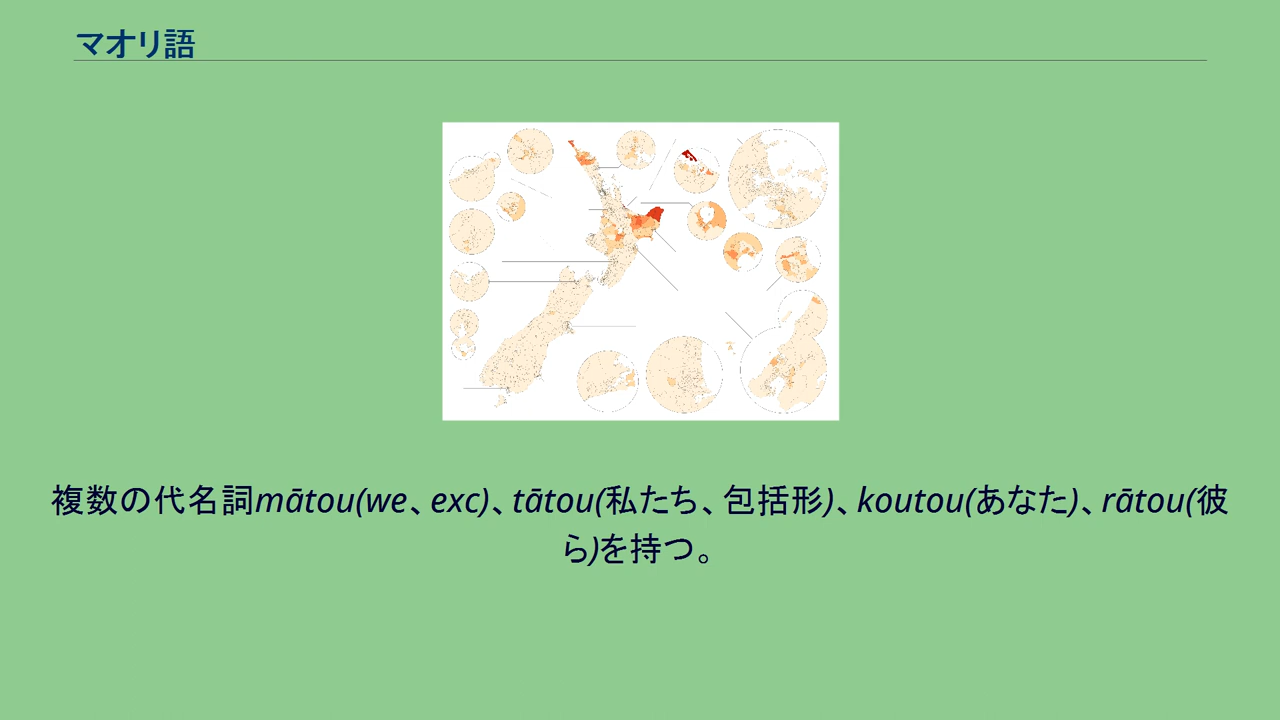 マオリ語
複数の代名詞mātou(we、exc)、tātou(私たち、包括形)、koutou(あなた)、rātou(彼
ら)を持つ。